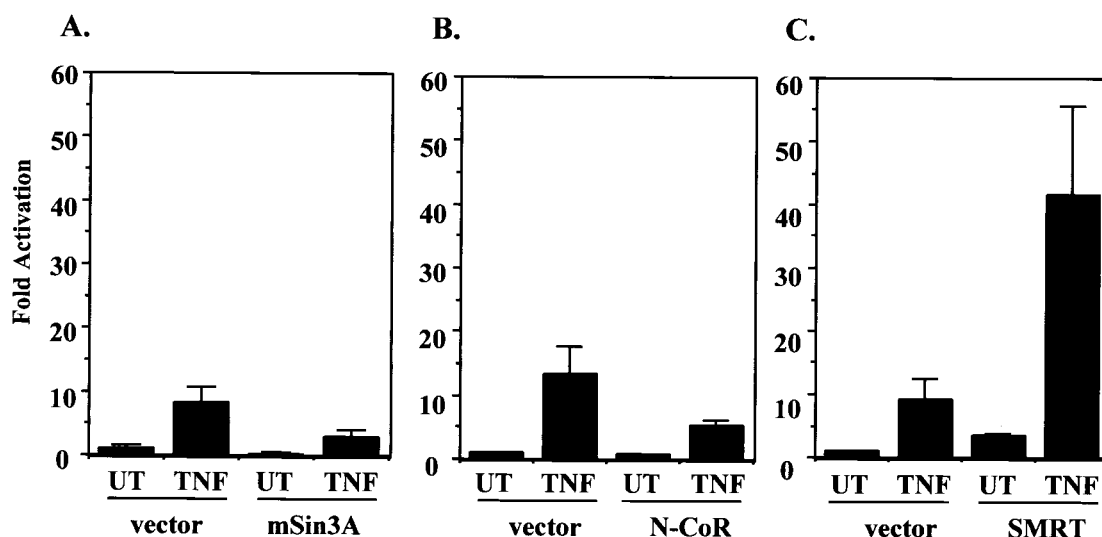 A.
B.
C.
Fold Activation
60
50
40
30
20
10
0
60
50
40
30
20
10
0
60
50
40
30
20
10
0
UT TNF UT TNF
vector mSin3A
UT TNF UT TNF
vector N-CoR
UT TNF UT TNF
vector SMRT